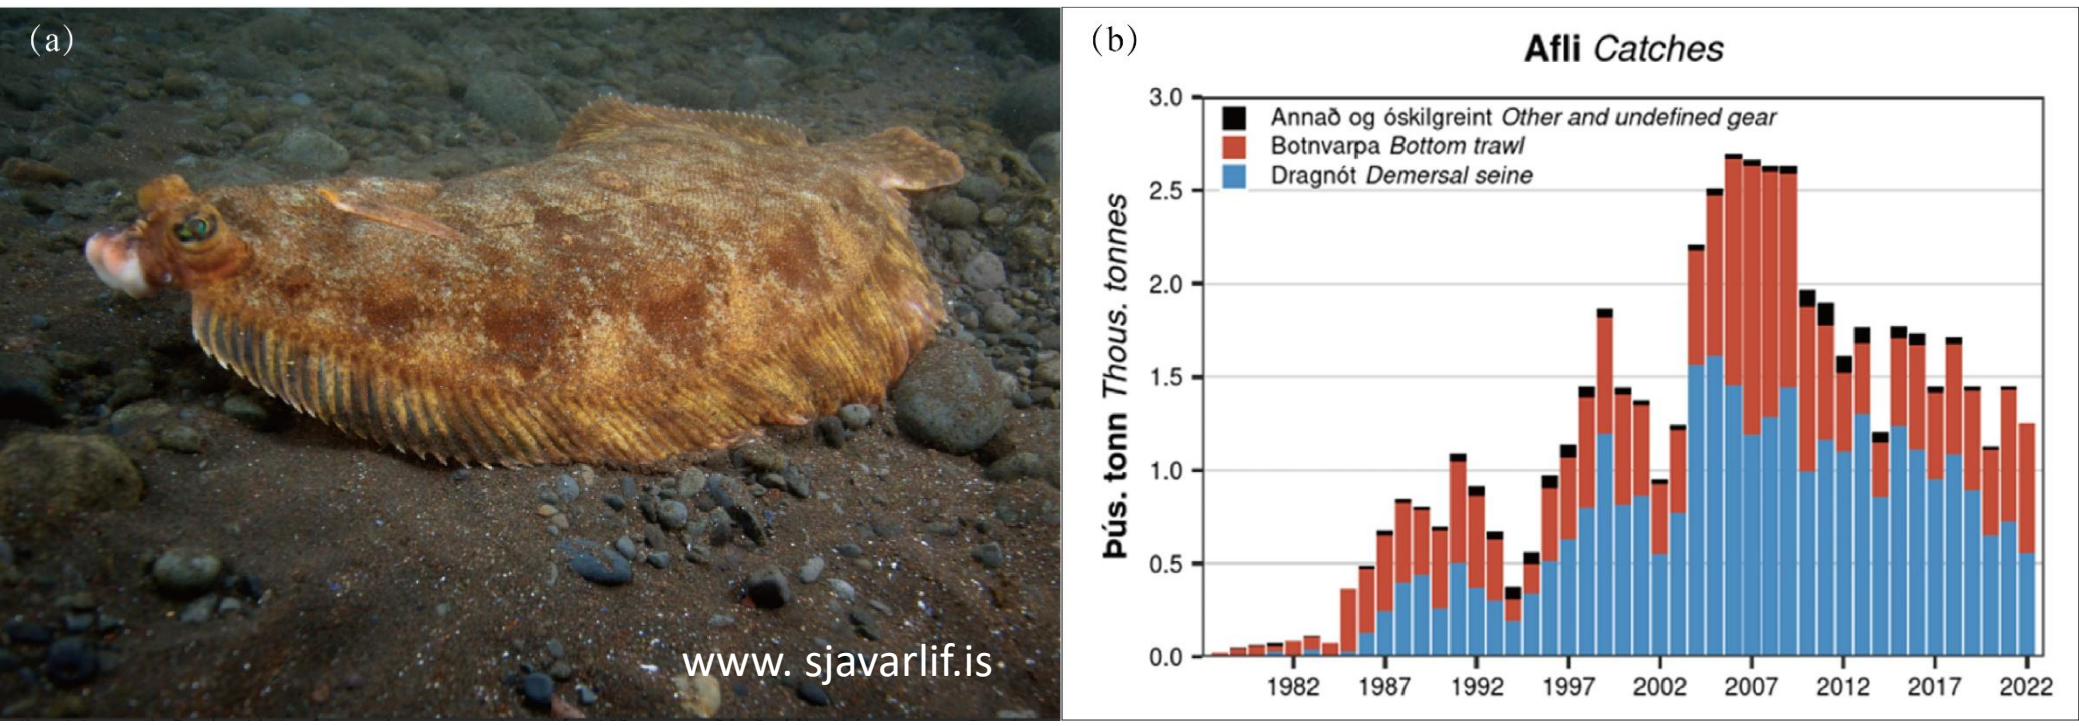 (a)
www. sjavarlif.is
(b)
Afli Catches
Þús. tonn Thous. tonnes
3.0
2.5
2.0
1.5
1.0
0.5
0.0
Annað og óskilgreint Other and undefined gear
Botnvarpa Bottom trawl
Dragnót Demersal seine
1982 1987 1992 1997 2002 2007 2012 2017 2022